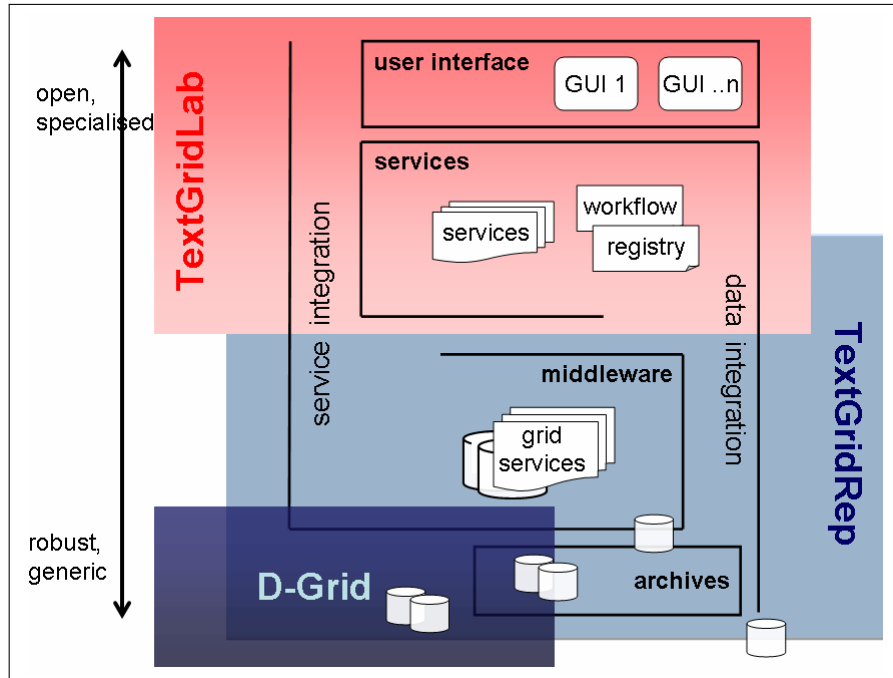 open,
specialised
TextGridLab
user interface
GUI 1
GUI ..n
services
services
workflow
registry
service integration
data integration
TextGridRep
middleware
grid
services
robust,
generic
D-Grid
archives